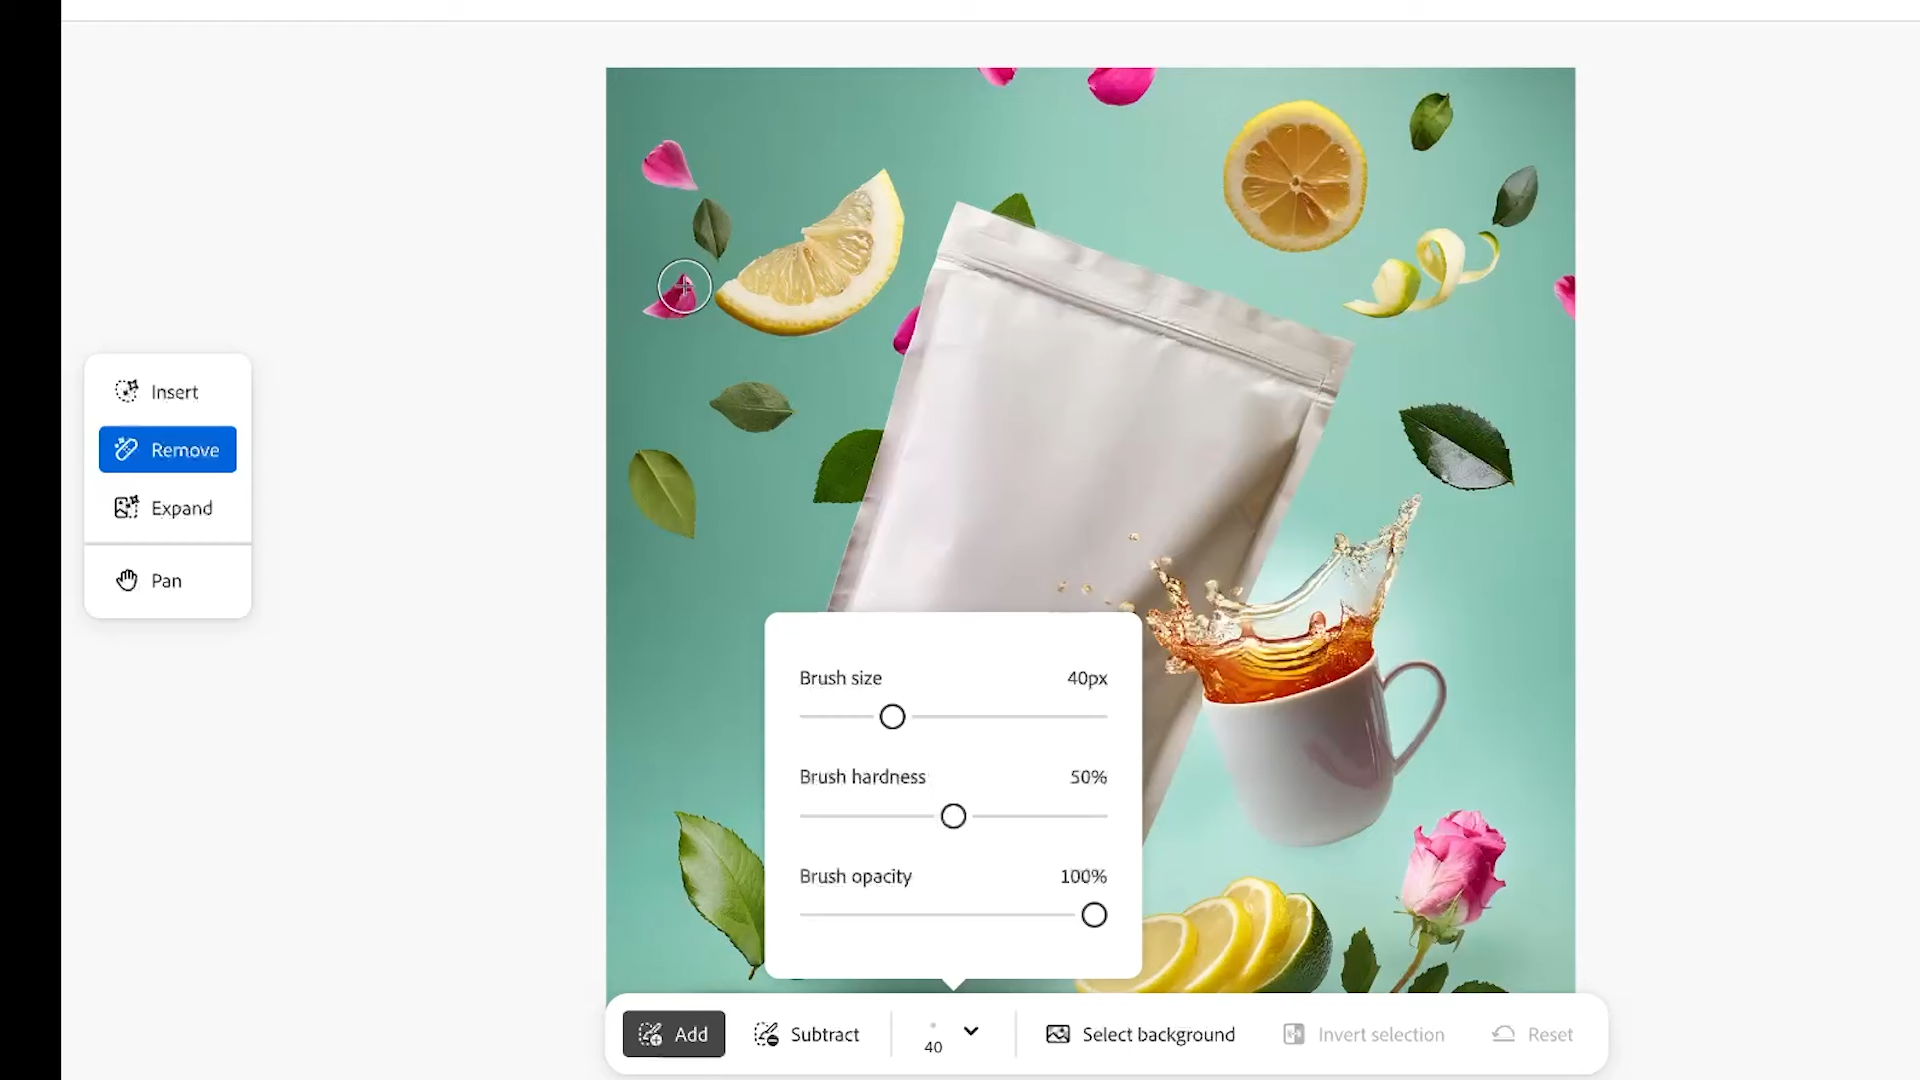 Insert
Remove
Expand
Pan
Brush size 40px
Brush hardness 50%
Brush opacity 100%
Add Subtract 40 Select background Invert selection Reset